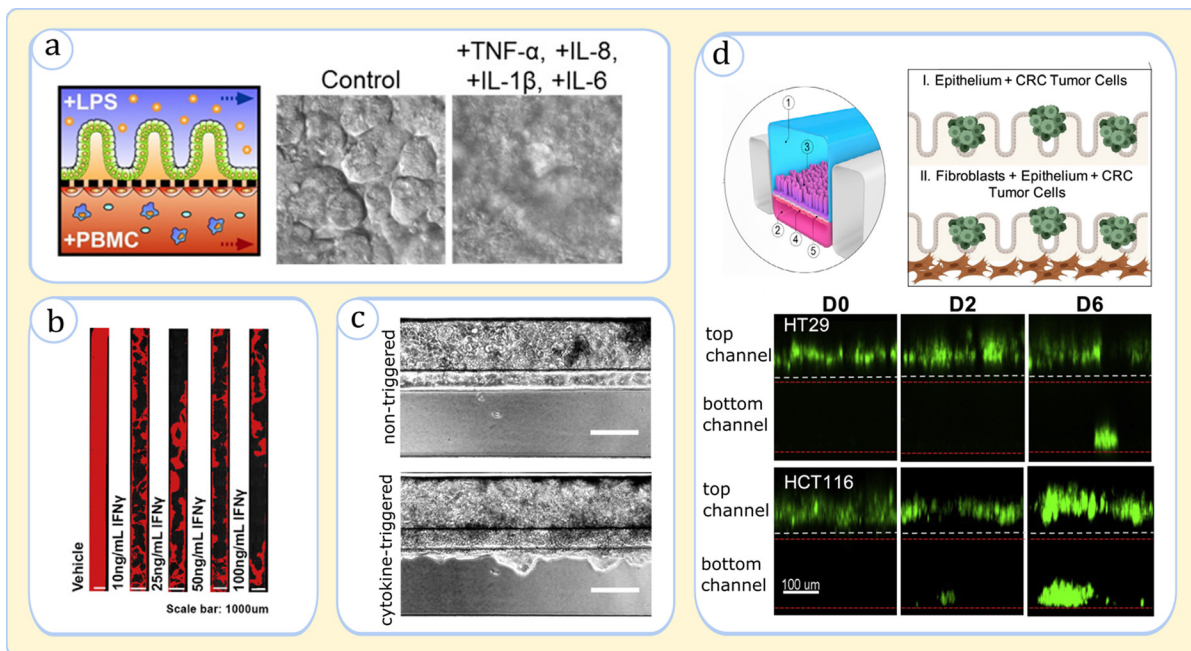 a
+LPS
+PBMC
Control
+TNF-α, +IL-8,
+IL-1β, +IL-6
b
Vehicle
10ng/mL IFNγ
25ng/mL IFNγ
50ng/mL IFNγ
100ng/mL IFNγ
Scale bar: 1000um
c
non-triggered
cytokine-triggered
d
1
3
2
4
5
I. Epithelium + CRC Tumor Cells
II. Fibroblasts + Epithelium + CRC
Tumor Cells
D0
D2
D6
top
channel
HT29
bottom
channel
top
channel
HCT116
bottom
channel
100 um